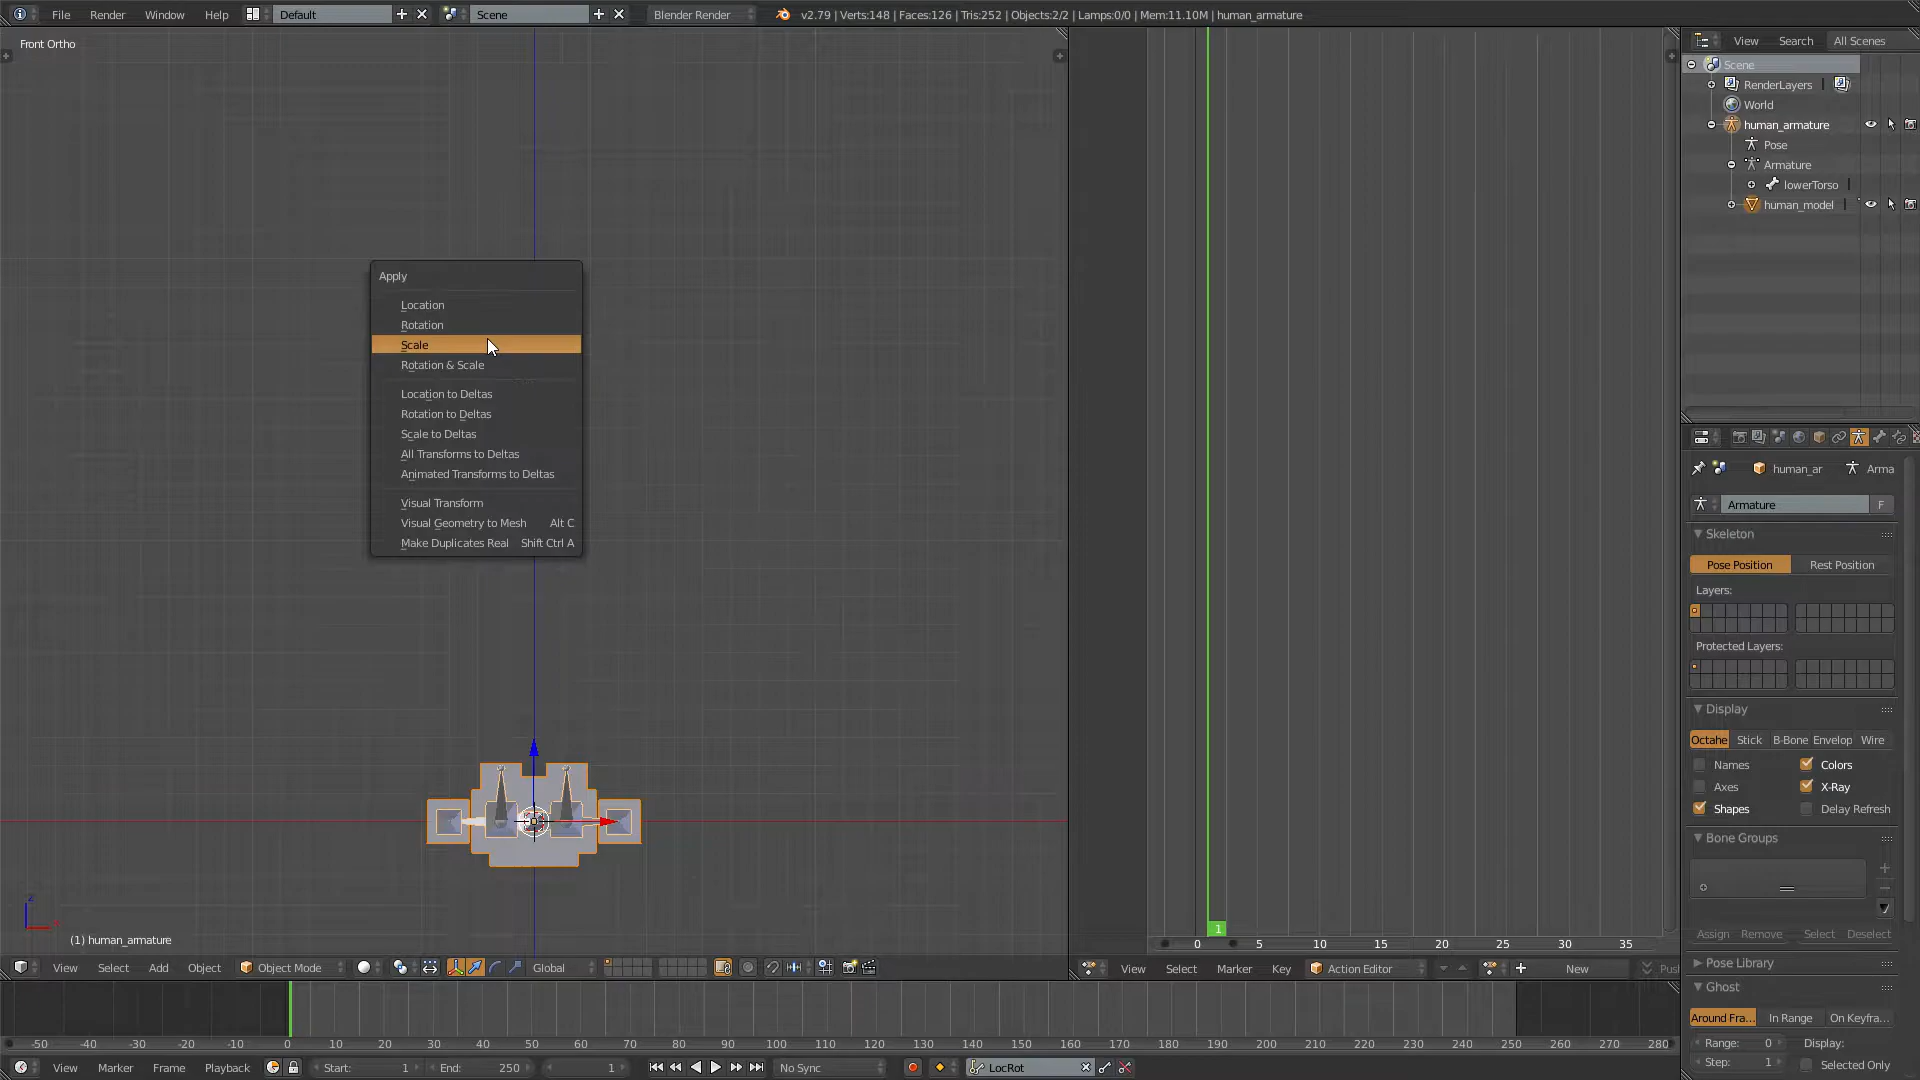 File Render Window Help Default Scene Blender Render v2.79 | Verts:148 | Faces:126 | Tris:252 | Objects:2/2 | Lamps:0/0 | Mem:11.10M | human_armature
Front Ortho
View Search All Scenes
Scene
RenderLayers
World
human_armature
Pose
Armature
lowerTorso
human_model
Apply
Location
Rotation
Scale
Rotation & Scale
Location to Deltas
Rotation to Deltas
Scale to Deltas
All Transforms to Deltas
Animated Transforms to Deltas
Visual Transform
Visual Geometry to Mesh Alt C
Make Duplicates Real Shift Ctrl A
human_ar Arma
Armature F
Skeleton
Pose Position Rest Position
Layers:
Protected Layers:
Display
Octahe Stick B-Bone Envelop Wire
Names Colors
Axes X-Ray
Shapes Delay Refresh
Bone Groups
Assign Remove Select Deselect
Pose Library
Ghost
Around Fra... In Range On Keyfra...
Range: 0 Display:
Step: 1 Selected Only
z
x
(1) human_armature
1
0 5 10 15 20 25 30 35
View Select Add Object Object Mode Global
View Select Marker Key Action Editor New Pus
-50 -40 -30 -20 -10 0 10 20 30 40 50 60 70 80 90 100 110 120 130 140 150 160 170 180 190 200 210 220 230 240 250 260 270 280
View Marker Frame Playback Start: 1 End: 250 1 No Sync LocRot